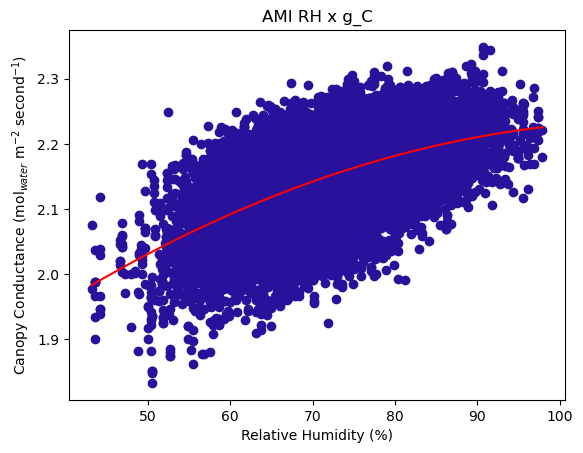 AMI RH x g_C
Canopy Conductance (mol_water m⁻² second⁻¹)
2.3
2.2
2.1
2.0
1.9
50 60 70 80 90 100
Relative Humidity (%)